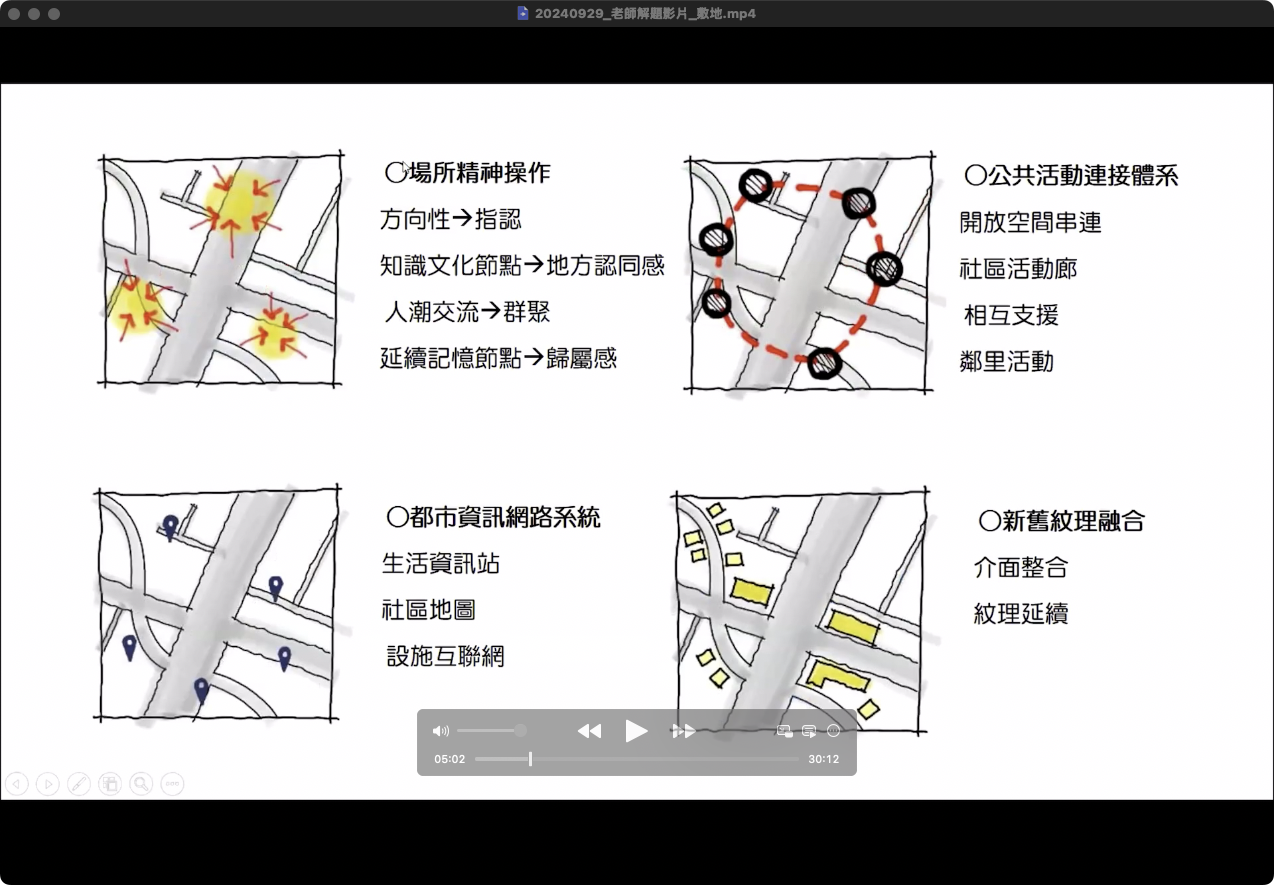 20240929_老師解題影片_敷地.mp4
〇場所精神操作
方向性→指認
知識文化節點→地方認同感
人潮交流→群聚
延續記憶節點→歸屬感
〇公共活動連接體系
開放空間串連
社區活動廊
相互支援
鄰里活動
〇都市資訊網路系統
生活資訊站
社區地圖
設施互聯網
〇新舊紋理融合
介面整合
紋理延續
05:02
30:12